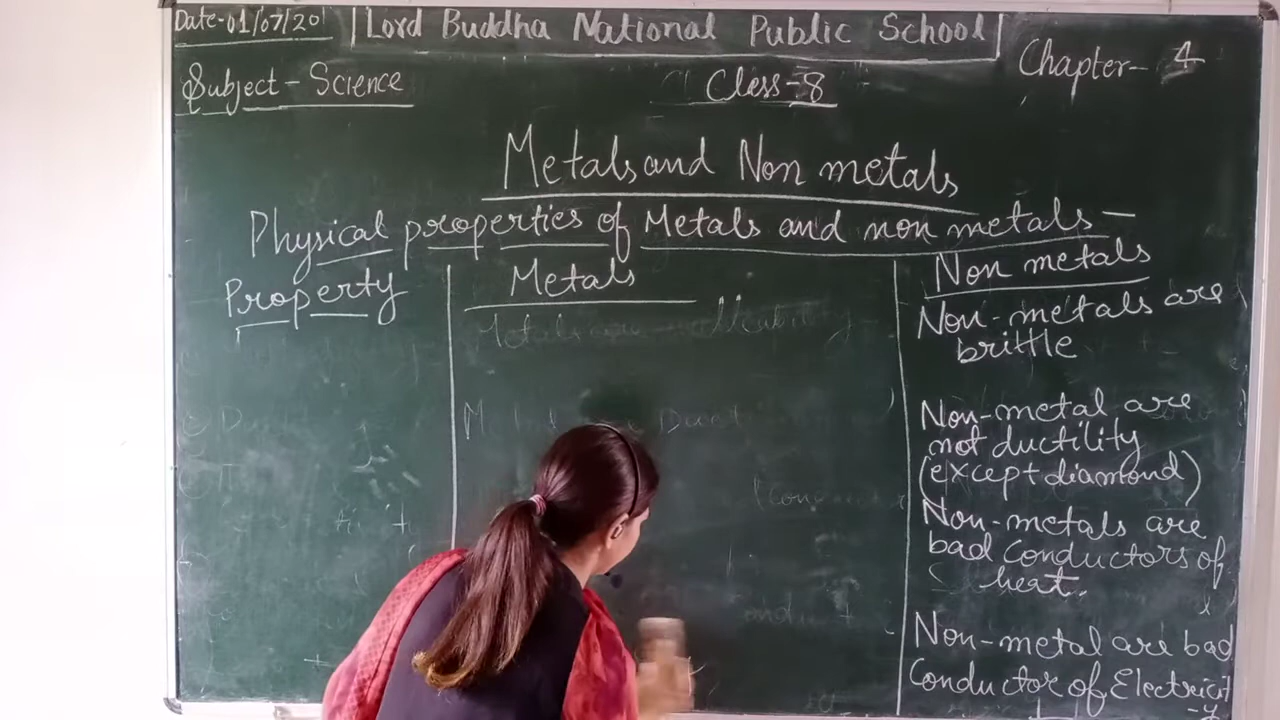 Date-01/07/20
Lord Buddha National Public School
Chapter- 4
Subject - Science
Class-8
Metals and Non metals
Physical properties of Metals and non metals -
Property
Metals
Non metals
Non-metals are
brittle
Non-metal are
not ductility
(except diamond)
Non-metals are
bad conductors of
heat.
Non-metal are bad
Conductor of Electricit
-y